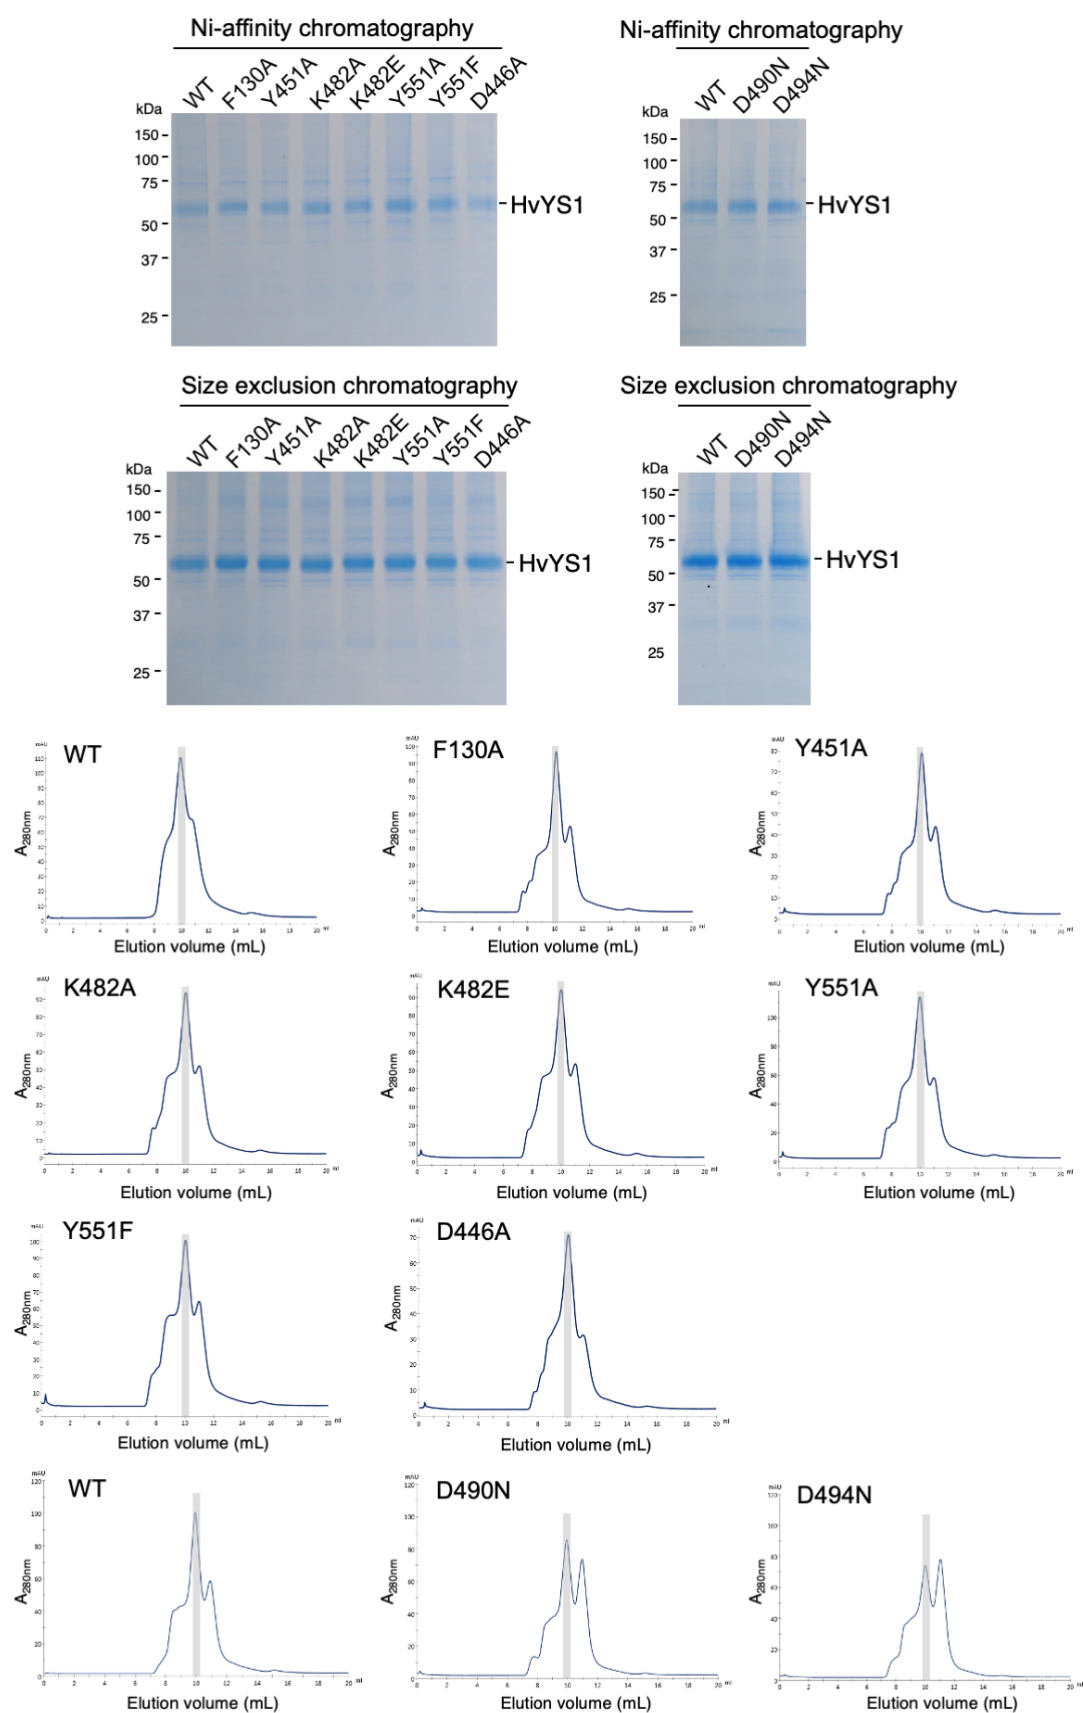 Ni-affinity chromatography
WT F130A Y451A K482A K482E Y551A Y551F D446A
kDa
150
100
75
50
37
25
HvYS1
Ni-affinity chromatography
WT D490N D494N
kDa
150
100
75
50
37
25
HvYS1
Size exclusion chromatography
WT F130A Y451A K482A K482E Y551A Y551F D446A
kDa
150
100
75
50
37
25
HvYS1
Size exclusion chromatography
WT D490N D494N
kDa
150
100
75
50
37
25
HvYS1
WT
A280nm
Elution volume (mL)
F130A
A280nm
Elution volume (mL)
Y451A
A280nm
Elution volume (mL)
K482A
A280nm
Elution volume (mL)
K482E
A280nm
Elution volume (mL)
Y551A
A280nm
Elution volume (mL)
Y551F
A280nm
Elution volume (mL)
D446A
A280nm
Elution volume (mL)
WT
A280nm
Elution volume (mL)
D490N
A280nm
Elution volume (mL)
D494N
A280nm
Elution volume (mL)